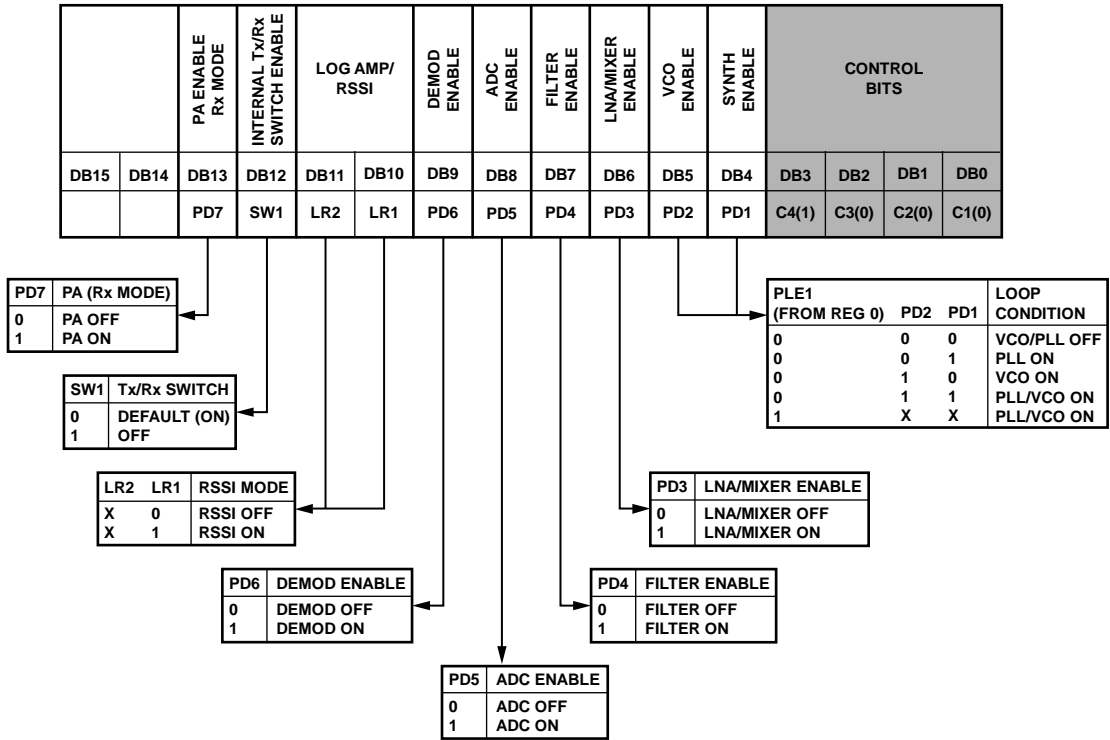 PA ENABLE
Rx MODE
INTERNAL Tx/Rx
SWITCH ENABLE
LOG AMP/
RSSI
DEMOD
ENABLE
ADC
ENABLE
FILTER
ENABLE
LNA/MIXER
ENABLE
VCO
ENABLE
SYNTH
ENABLE
CONTROL
BITS
DB15 DB14 DB13 DB12 DB11 DB10 DB9 DB8 DB7 DB6 DB5 DB4 DB3 DB2 DB1 DB0
PD7 SW1 LR2 LR1 PD6 PD5 PD4 PD3 PD2 PD1 C4(1) C3(0) C2(0) C1(0)
PD7 PA (Rx MODE)
0 PA OFF
1 PA ON
PLE1
(FROM REG 0) PD2 PD1 LOOP
CONDITION
0 0 0 VCO/PLL OFF
0 0 1 PLL ON
0 1 0 VCO ON
0 1 1 PLL/VCO ON
1 X X PLL/VCO ON
SW1 Tx/Rx SWITCH
0 DEFAULT (ON)
1 OFF
LR2 LR1 RSSI MODE
X 0 RSSI OFF
X 1 RSSI ON
PD3 LNA/MIXER ENABLE
0 LNA/MIXER OFF
1 LNA/MIXER ON
PD6 DEMOD ENABLE
0 DEMOD OFF
1 DEMOD ON
PD4 FILTER ENABLE
0 FILTER OFF
1 FILTER ON
PD5 ADC ENABLE
0 ADC OFF
1 ADC ON